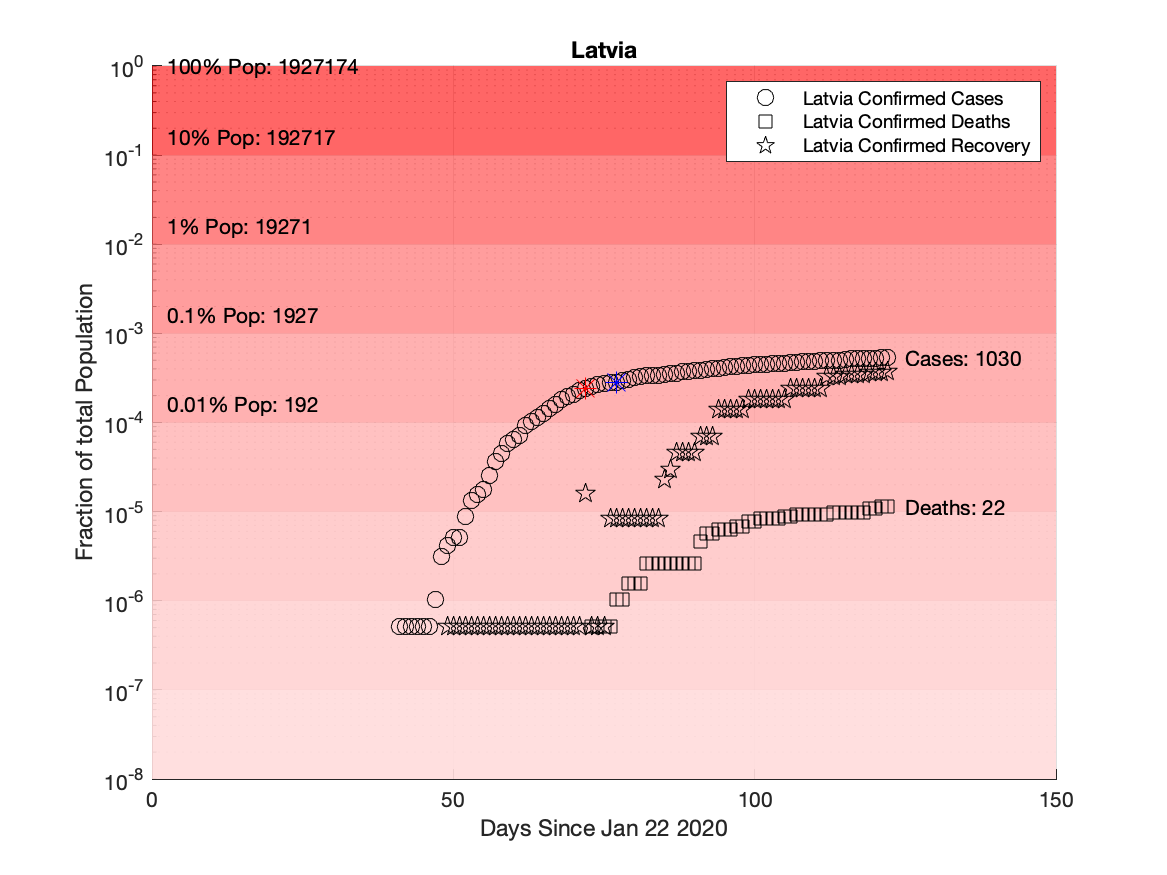 Latvia
10^0
10^-1
10^-2
10^-3
10^-4
10^-5
10^-6
10^-7
10^-8
Fraction of total Population
100% Pop: 1927174
10% Pop: 192717
1% Pop: 19271
0.1% Pop: 1927
0.01% Pop: 192
Latvia Confirmed Cases
Latvia Confirmed Deaths
Latvia Confirmed Recovery
Cases: 1030
Deaths: 22
0 50 100 150
Days Since Jan 22 2020